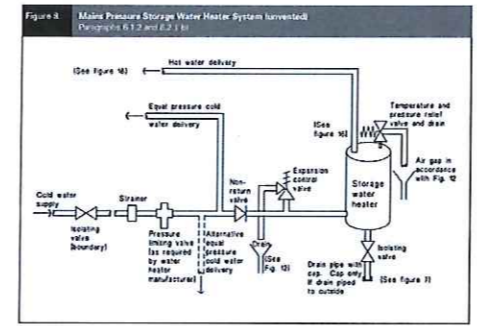 Figure 8. Mains Pressure Storage Water Heater System (unvented)
Paragraphs 6.1.2 and 6.2.1 b)
Hot water delivery
(See figure 16)
Equal pressure cold
water delivery
(See
figure 16)
Temperature and
pressure relief
valve and drain
Air gap in
accordance
with Fig. 12
Expansion
control
valve
Non-
return
valve
Storage
water
heater
Cold water
supply
Strainer
Isolating
valve
(boundary)
Pressure
limiting valve
(as required
by water
heater
manufacturer)
Alternative
equal
pressure
cold water
delivery
Drain
(See
Fig. 12)
Isolating
valve
Drain pipe with
cap. Cap only
if drain piped
to outside.
(See figure 7)